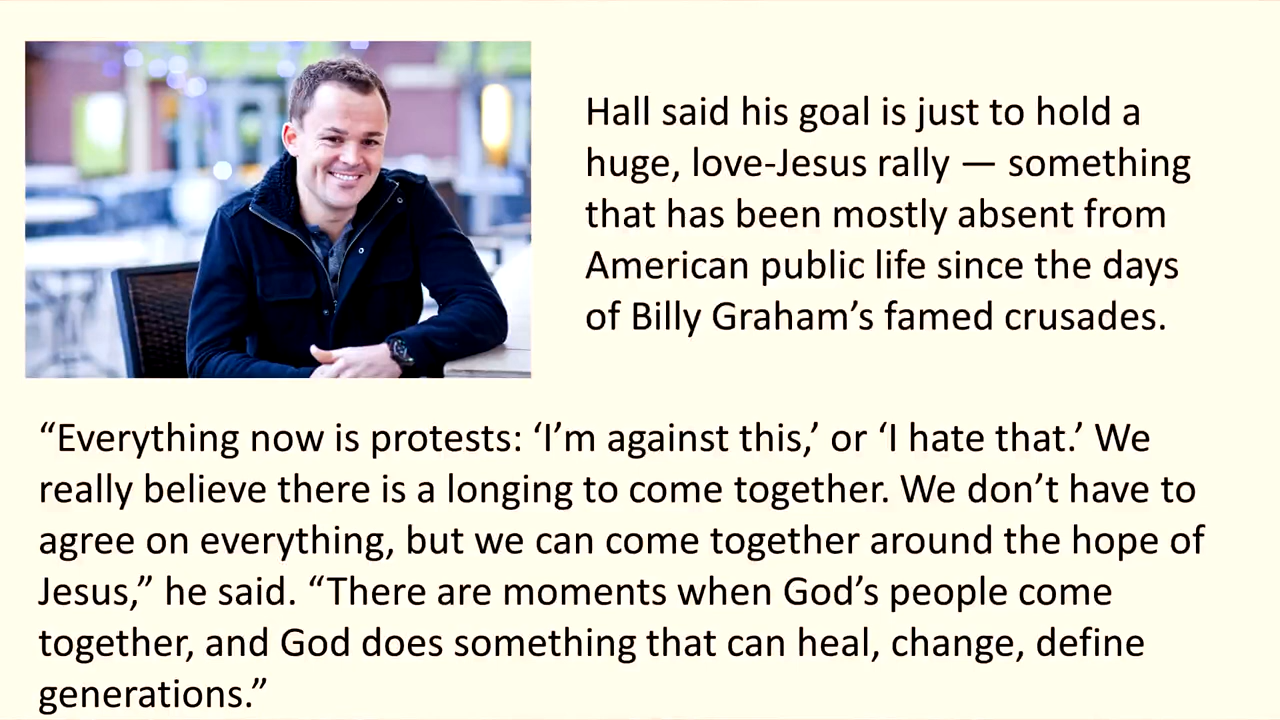 Hall said his goal is just to hold a
huge, love-Jesus rally — something
that has been mostly absent from
American public life since the days
of Billy Graham’s famed crusades.
“Everything now is protests: ‘I’m against this,’ or ‘I hate that.’ We
really believe there is a longing to come together. We don’t have to
agree on everything, but we can come together around the hope of
Jesus,” he said. “There are moments when God’s people come
together, and God does something that can heal, change, define
generations.”